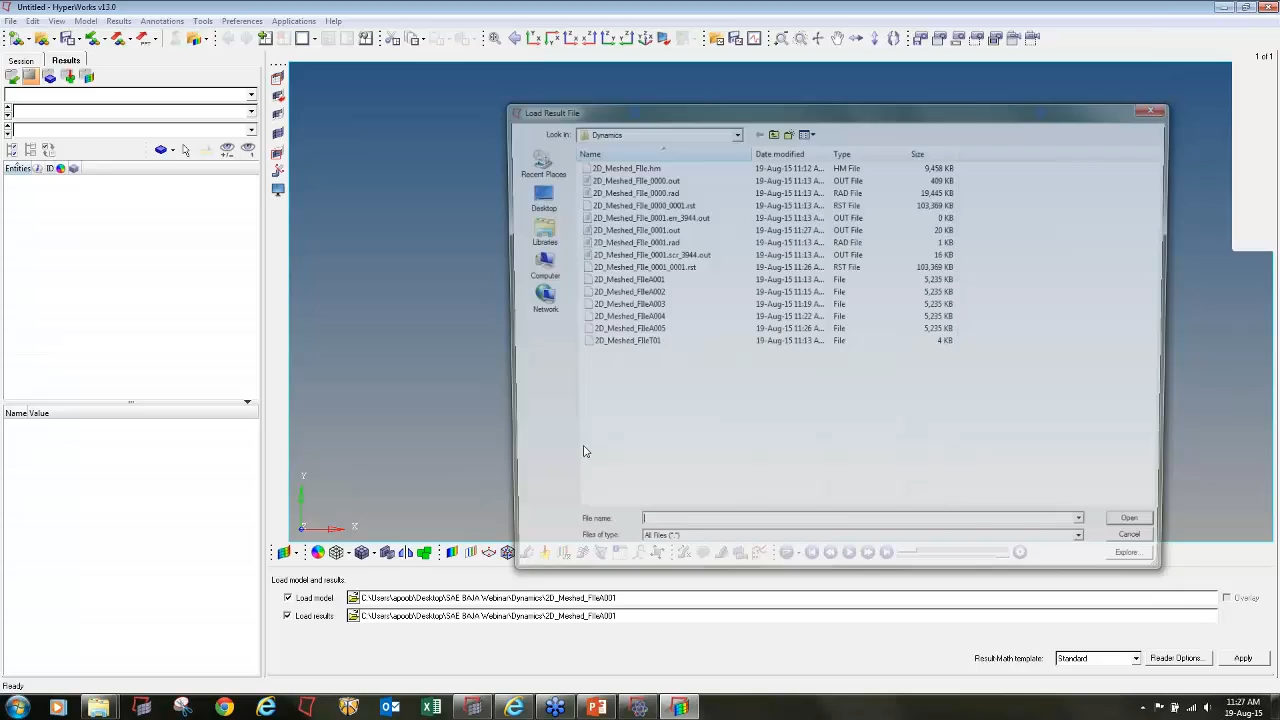 Untitled - HyperWorks v13.0
File Edit View Model Results Annotations Tools Preferences Applications Help
1 of 1
Session Results
Entities ID
Name Value
Load Result File
Look in: Dynamics
Name Date modified Type Size
2D_Meshed_FIle.hm 19-Aug-15 11:12 A... HM File 9,458 KB
2D_Meshed_FIle_0000.out 19-Aug-15 11:13 A... OUT File 409 KB
2D_Meshed_FIle_0000.rad 19-Aug-15 11:13 A... RAD File 19,445 KB
2D_Meshed_FIle_0000_0001.rst 19-Aug-15 11:13 A... RST File 103,369 KB
2D_Meshed_FIle_0001.err_3944.out 19-Aug-15 11:13 A... OUT File 0 KB
2D_Meshed_FIle_0001.out 19-Aug-15 11:27 A... OUT File 20 KB
2D_Meshed_FIle_0001.rad 19-Aug-15 11:13 A... RAD File 1 KB
2D_Meshed_FIle_0001.scr_3944.out 19-Aug-15 11:13 A... OUT File 16 KB
2D_Meshed_FIle_0001_0001.rst 19-Aug-15 11:26 A... RST File 103,369 KB
2D_Meshed_FIleA001 19-Aug-15 11:13 A... File 5,235 KB
2D_Meshed_FIleA002 19-Aug-15 11:15 A... File 5,235 KB
2D_Meshed_FIleA003 19-Aug-15 11:19 A... File 5,235 KB
2D_Meshed_FIleA004 19-Aug-15 11:22 A... File 5,235 KB
2D_Meshed_FIleA005 19-Aug-15 11:26 A... File 5,235 KB
2D_Meshed_FIleT01 19-Aug-15 11:13 A... File 4 KB
Recent Places
Desktop
Libraries
Computer
Network
File name: Open
Files of type: All Files (*.*) Cancel
Explore...
Y
Z X
Load model and results:
Load model: C:\Users\apoob\Desktop\SAE BAJA Webinar\Dynamics\2D_Meshed_FIleA001 Overlay
Load results: C:\Users\apoob\Desktop\SAE BAJA Webinar\Dynamics\2D_Meshed_FIleA001
Result-Math template: Standard Reader Options... Apply
Ready
11:27 AM
19-Aug-15